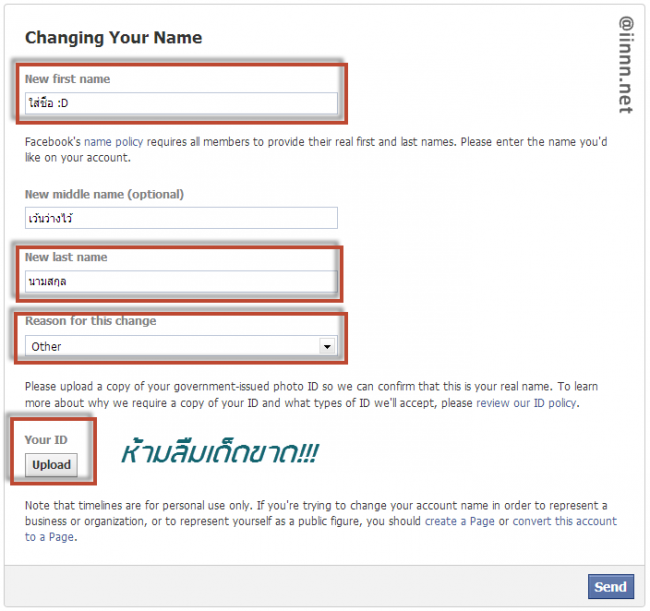 @iinnn.net
Changing Your Name
New first name
ใส่ชื่อ :D
Facebook's name policy requires all members to provide their real first and last names. Please enter the name you'd
like on your account.
New middle name (optional)
เว้นว่างไว้
New last name
นามสกุล
Reason for this change
Other
Please upload a copy of your government-issued photo ID so we can confirm that this is your real name. To learn
more about why we require a copy of your ID and what types of ID we'll accept, please review our ID policy.
Your ID
Upload
ห้ามลืมเด็ดขาด!!!
Note that timelines are for personal use only. If you're trying to change your account name in order to represent a
business or organization, or to represent yourself as a public figure, you should create a Page or convert this account
to a Page.
Send